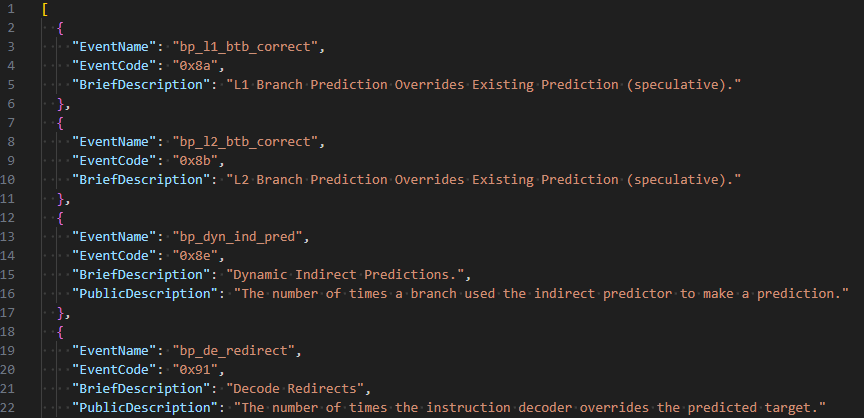 1 [
2 {
3 "EventName": "bp_l1_btb_correct",
4 "EventCode": "0x8a",
5 "BriefDescription": "L1 Branch Prediction Overrides Existing Prediction (speculative)."
6 },
7 {
8 "EventName": "bp_l2_btb_correct",
9 "EventCode": "0x8b",
10 "BriefDescription": "L2 Branch Prediction Overrides Existing Prediction (speculative)."
11 },
12 {
13 "EventName": "bp_dyn_ind_pred",
14 "EventCode": "0x8e",
15 "BriefDescription": "Dynamic Indirect Predictions.",
16 "PublicDescription": "The number of times a branch used the indirect predictor to make a prediction."
17 },
18 {
19 "EventName": "bp_de_redirect",
20 "EventCode": "0x91",
21 "BriefDescription": "Decode Redirects",
22 "PublicDescription": "The number of times the instruction decoder overrides the predicted target."